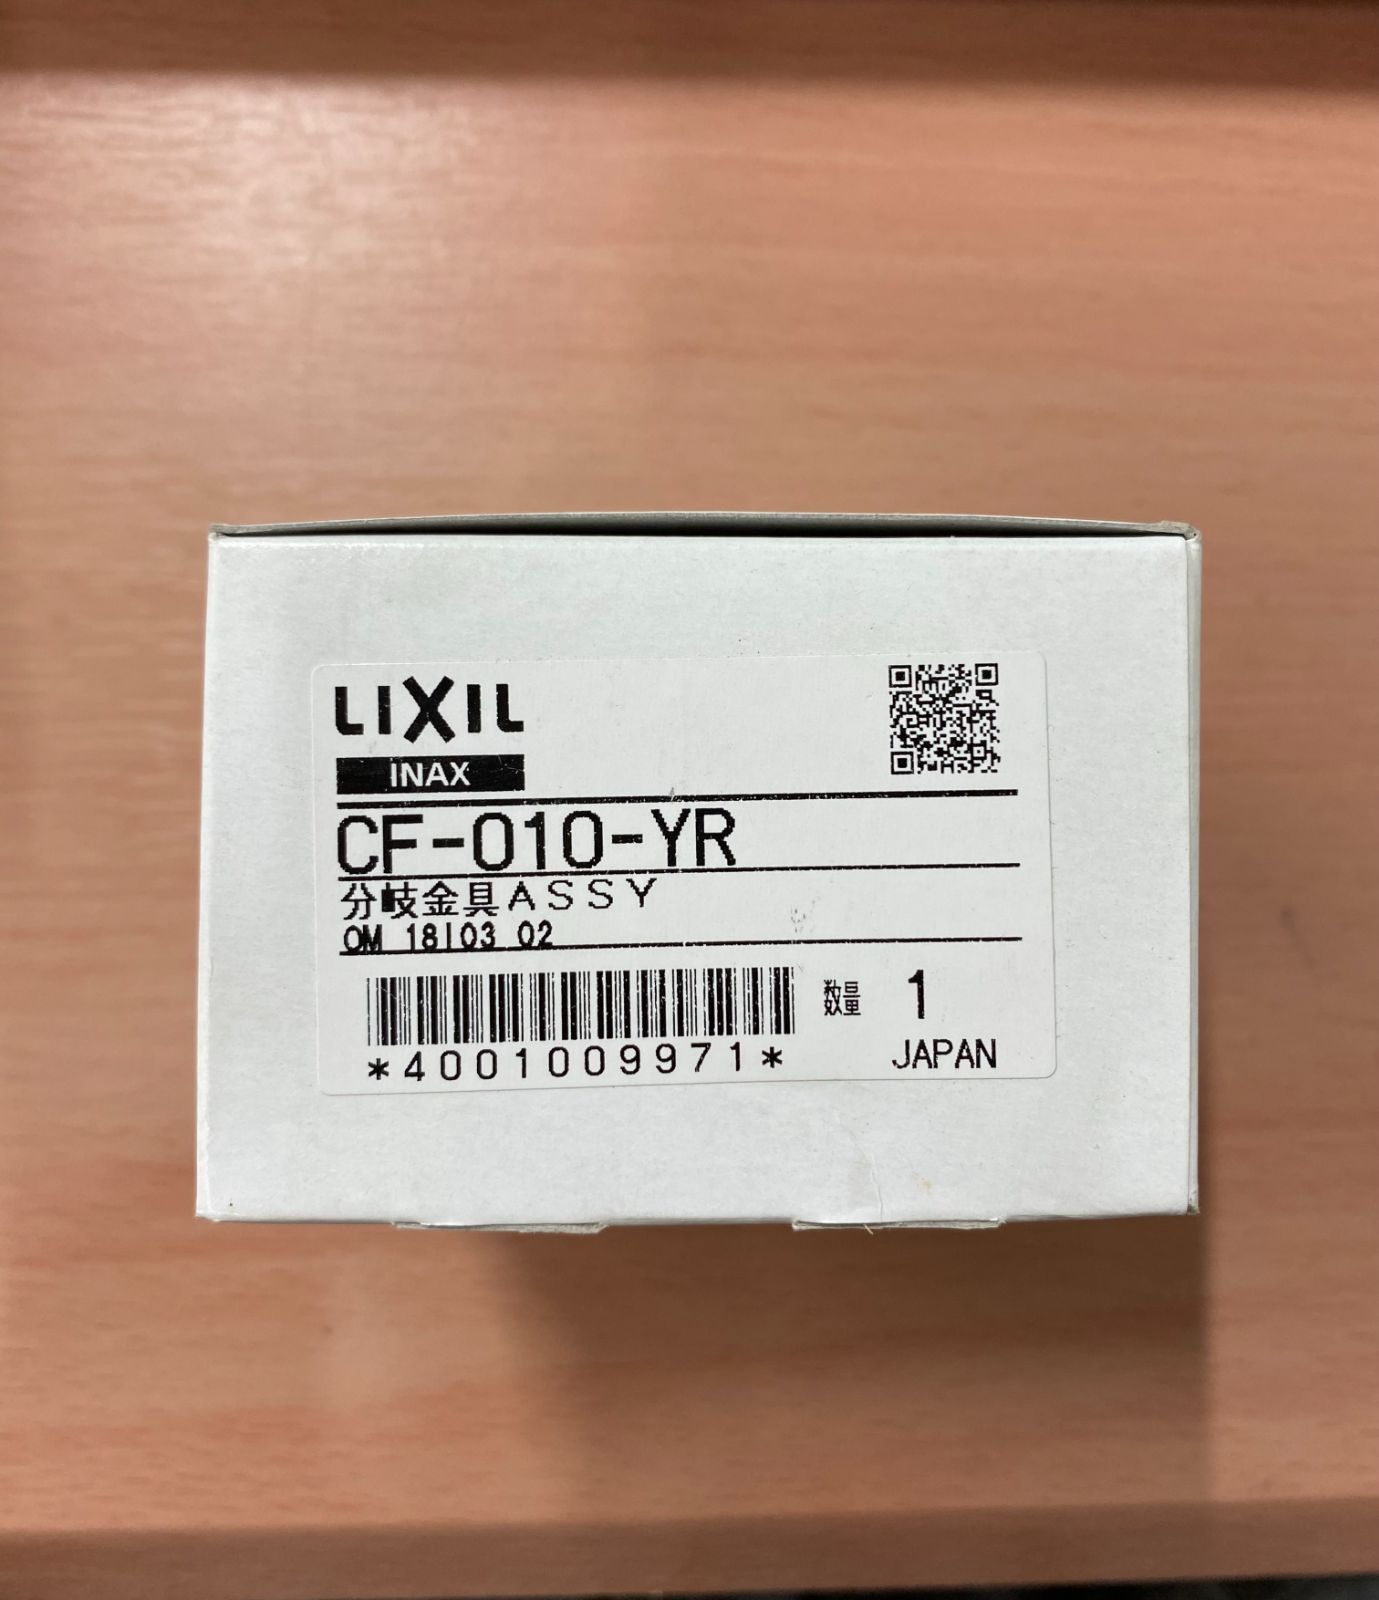 LIXIL
INAX
CF-010-YR
分岐金具ASSY
OM 18I03 02
数量 1
*4001009971*
JAPAN